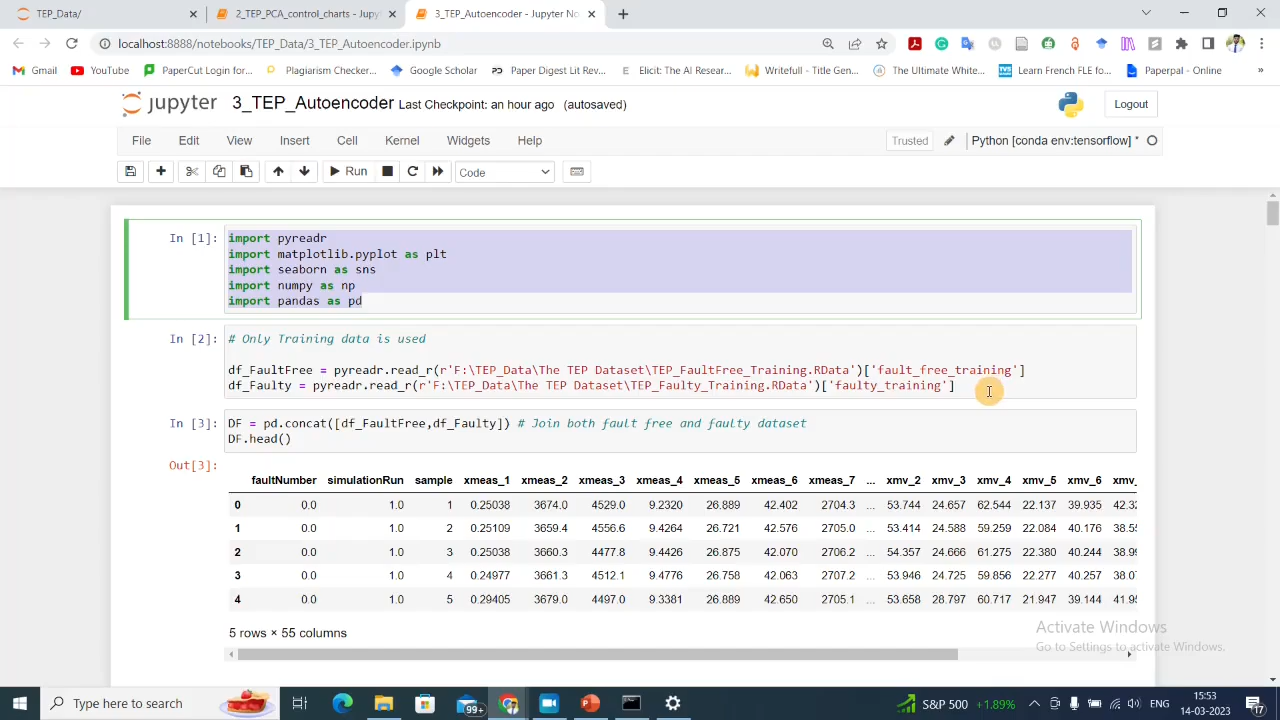 TEP_Data/
2_TEP_PCA_control_charts - Jupy
3_TEP_Autoencoder - Jupyter No
localhost:8888/notebooks/TEP_Data/3_TEP_Autoencoder.ipynb
Gmail
YouTube
PaperCut Login for...
Plagiarism Checker...
Google Scholar
Paper Digest Lit Rev...
Elicit: The AI Resear...
Writefull - Title Gen...
The Ultimate White...
Learn French FLE fo...
Paperpal - Online
»
jupyter 3_TEP_Autoencoder Last Checkpoint: an hour ago (autosaved)
Logout
File Edit View Insert Cell Kernel Widgets Help
Trusted
Python [conda env:tensorflow] *
Run
Code
In [1]:
import pyreadr
import matplotlib.pyplot as plt
import seaborn as sns
import numpy as np
import pandas as pd
In [2]:
# Only Training data is used
df_FaultFree = pyreadr.read_r(r'F:\TEP_Data\The TEP Dataset\TEP_FaultFree_Training.RData')['fault_free_training']
df_Faulty = pyreadr.read_r(r'F:\TEP_Data\The TEP Dataset\TEP_Faulty_Training.RData')['faulty_training']
In [3]:
DF = pd.concat([df_FaultFree,df_Faulty]) # Join both fault free and faulty dataset
DF.head()
Out[3]:
faultNumber simulationRun sample xmeas_1 xmeas_2 xmeas_3 xmeas_4 xmeas_5 xmeas_6 xmeas_7 ... xmv_2 xmv_3 xmv_4 xmv_5 xmv_6 xmv_
0 0.0 1.0 1 0.25038 3674.0 4529.0 9.2320 26.889 42.402 2704.3 ... 53.744 24.657 62.544 22.137 39.935 42.32
1 0.0 1.0 2 0.25109 3659.4 4556.6 9.4264 26.721 42.576 2705.0 ... 53.414 24.588 59.259 22.084 40.176 38.55
2 0.0 1.0 3 0.25038 3660.3 4477.8 9.4426 26.875 42.070 2706.2 ... 54.357 24.666 61.275 22.380 40.244 38.99
3 0.0 1.0 4 0.24977 3661.3 4512.1 9.4776 26.758 42.063 2707.2 ... 53.946 24.725 59.856 22.277 40.257 38.07
4 0.0 1.0 5 0.29405 3679.0 4497.0 9.3381 26.889 42.650 2705.1 ... 53.658 28.797 60.717 21.947 39.144 41.95
5 rows × 55 columns
Activate Windows
Go to Settings to activate Windows.
Type here to search
99+
S&P 500 +1.89%
ENG
15:53
14-03-2023
17